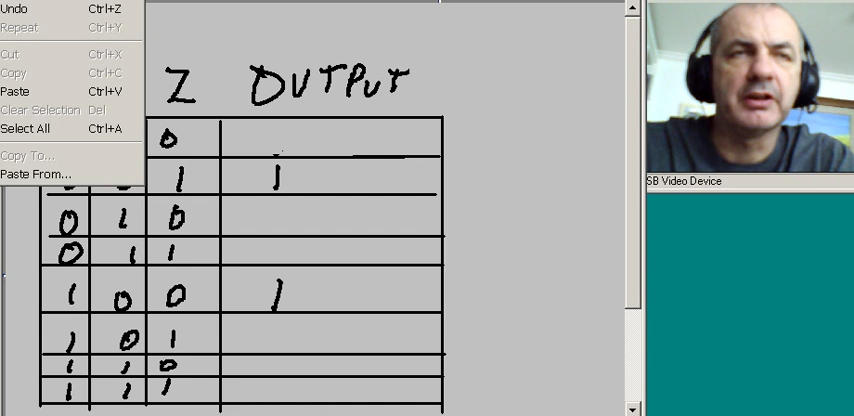 Undo Ctrl+Z
Repeat Ctrl+Y
Cut Ctrl+X
Copy Ctrl+C
Paste Ctrl+V
Clear Selection Del
Select All Ctrl+A
Copy To...
Paste From...
Z OUTPUT
0
1 1
0 1 0
0 1 1
1 0 0 1
1 0 1
1 1 0
1 1 1
SB Video Device